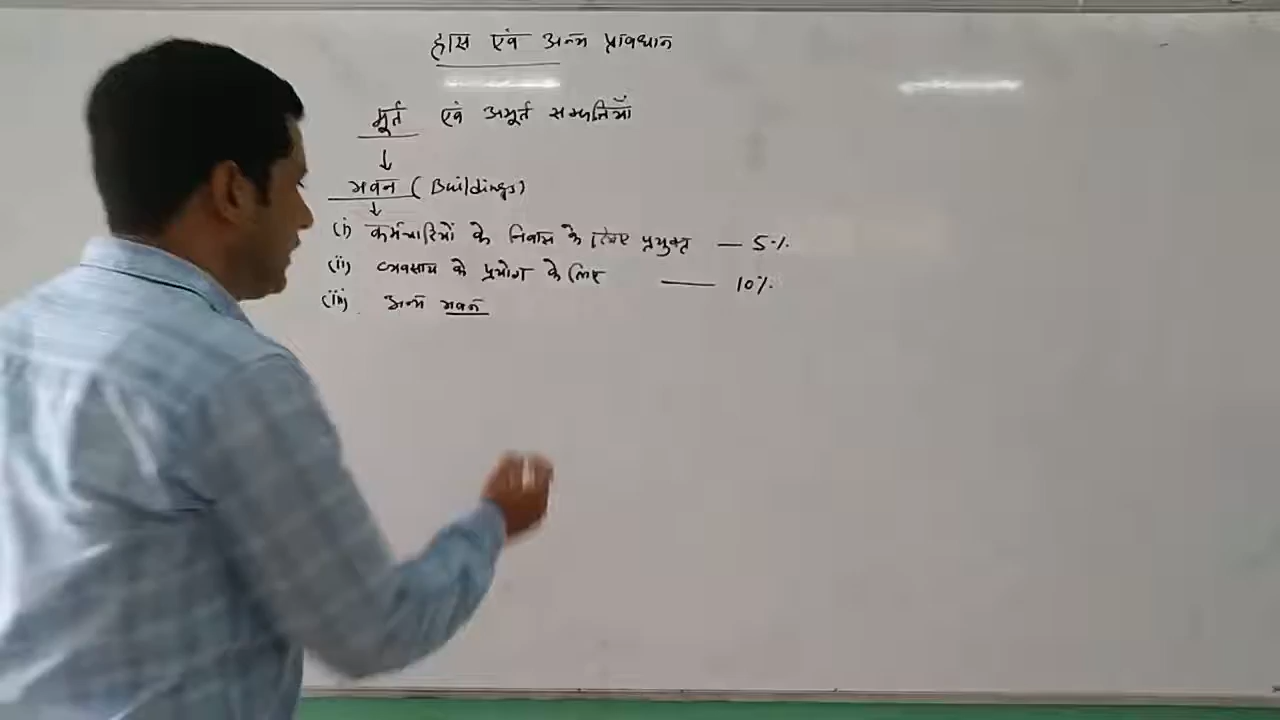 ह्रास एवं अन्य प्रावधान
मूर्त एवं अमूर्त सम्पत्तियाँ
↓
भवन (Buildings)
↓
(i) कर्मचारियों के निवास के लिए प्रयुक्त — 5%
(ii) व्यवसाय के प्रयोग के लिए — 10%
(iii) अन्य भवन